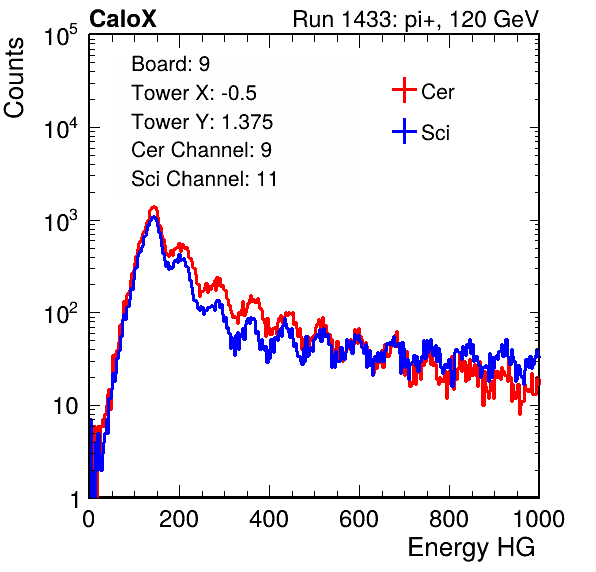 CaloX Run 1433: pi+, 120 GeV
Counts
Board: 9
Tower X: -0.5
Tower Y: 1.375
Cer Channel: 9
Sci Channel: 11
Cer
Sci
10^5
10^4
10^3
10^2
10
1
0 200 400 600 800 1000
Energy HG